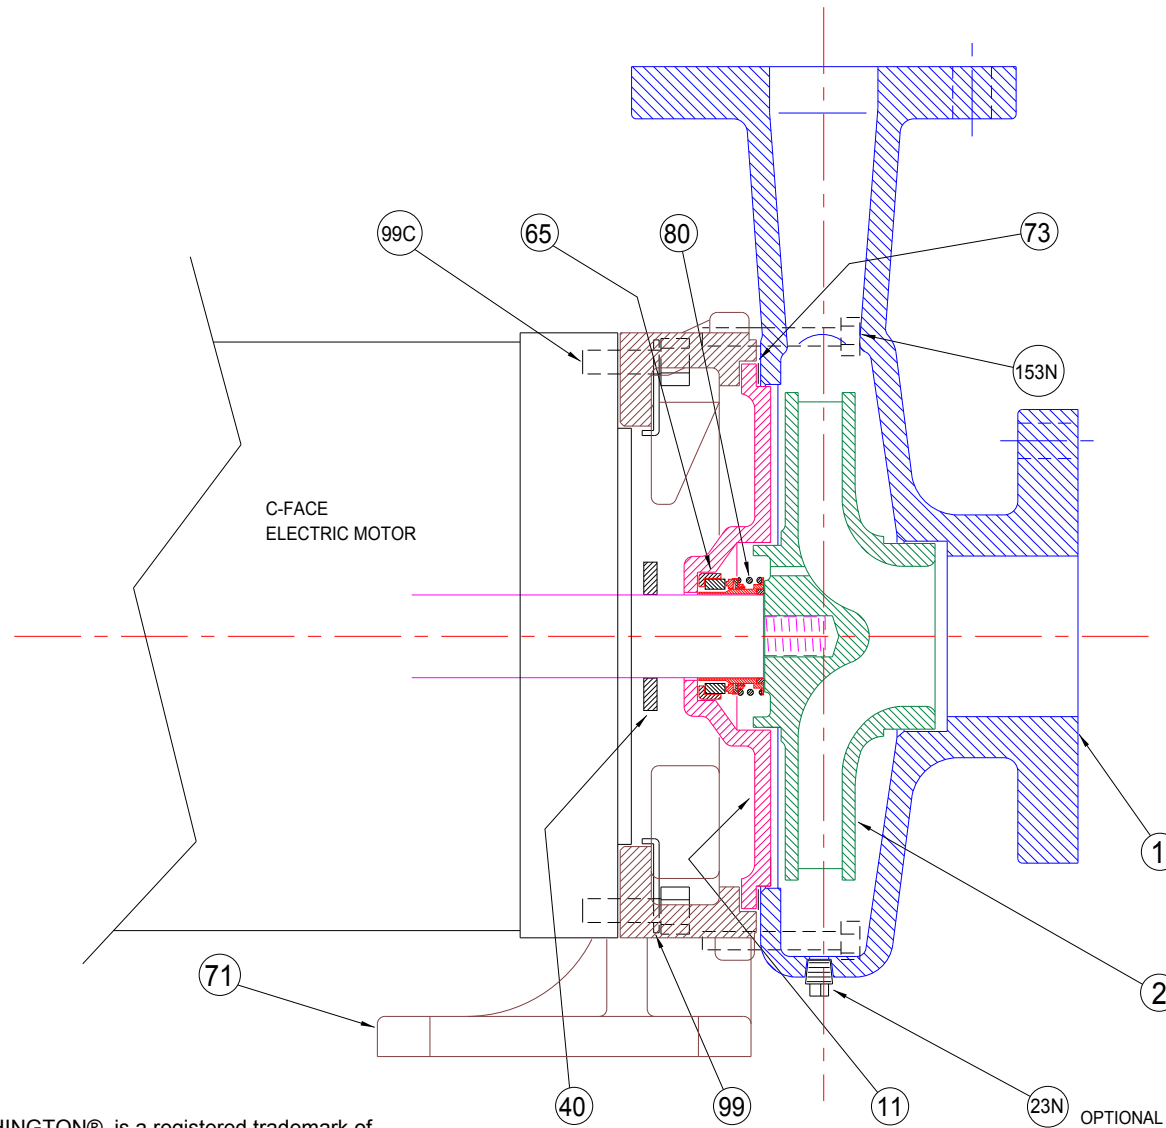 99C
65
80
73
153N
C-FACE
ELECTRIC MOTOR
1
71
2
40
99
11
23N
OPTIONAL
HINGTON®, is a registered trademark of